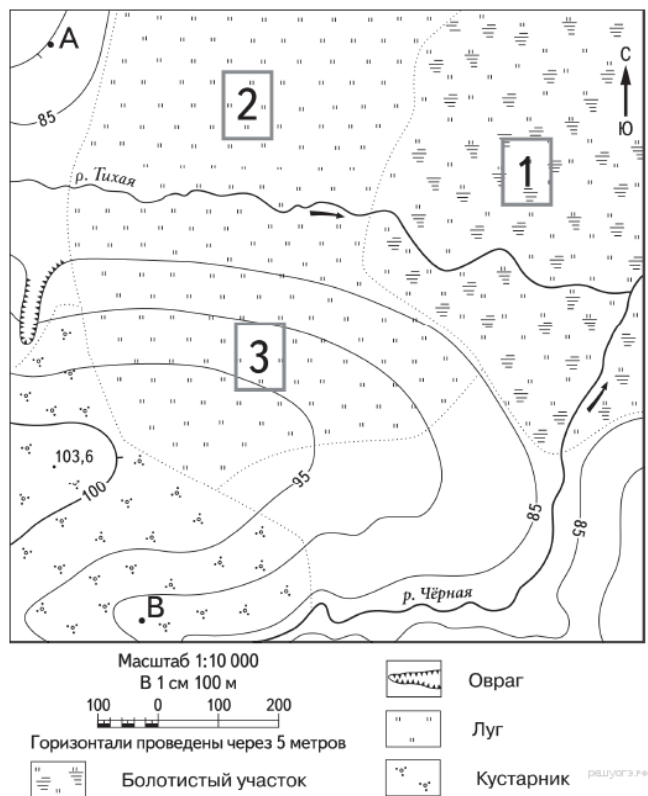 А
2
85
С
Ю
1
р. Тихая
3
103,6
100
95
85
85
В
р. Чёрная
Масштаб 1:10 000
В 1 см 100 м
100 0 100 200
Горизонтали проведены через 5 метров
Болотистый участок
Овраг
Луг
Кустарник
решуогэ.рф